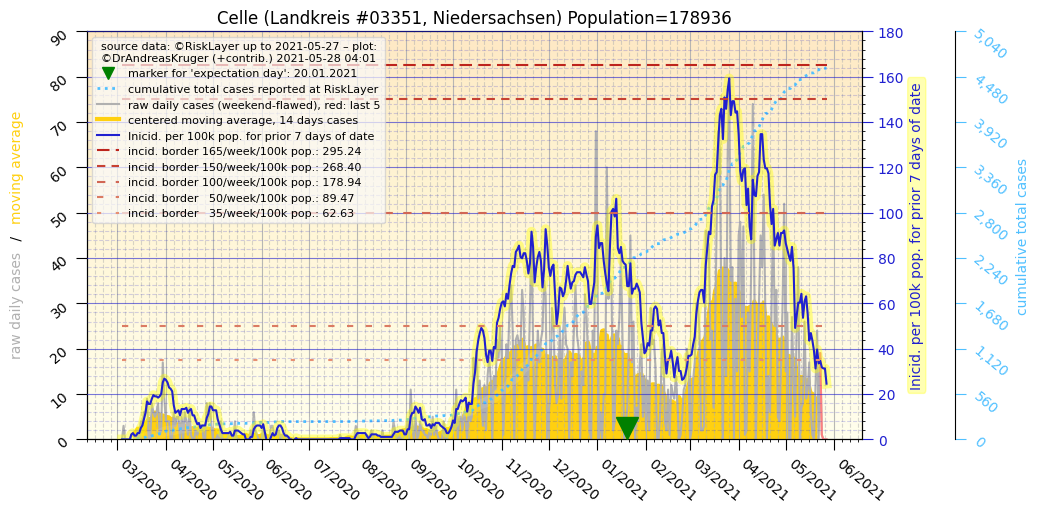 Celle (Landkreis #03351, Niedersachsen) Population=178936
source data: ©RiskLayer up to 2021-05-27 – plot:
©DrAndreasKruger (+contrib.) 2021-05-28 04:01
marker for 'expectation day': 20.01.2021
cumulative total cases reported at RiskLayer
raw daily cases (weekend-flawed), red: last 5
centered moving average, 14 days cases
Inicid. per 100k pop. for prior 7 days of date
incid. border 165/week/100k pop.: 295.24
incid. border 150/week/100k pop.: 268.40
incid. border 100/week/100k pop.: 178.94
incid. border   50/week/100k pop.: 89.47
incid. border   35/week/100k pop.: 62.63
raw daily cases / moving average
90
80
70
60
50
40
30
20
10
0
180
160
140
120
100
80
60
40
20
0
Inicid. per 100k pop. for prior 7 days of date
5,040
4,480
3,920
3,360
2,800
2,240
1,680
1,120
560
0
cumulative total cases
03/2020
04/2020
05/2020
06/2020
07/2020
08/2020
09/2020
10/2020
11/2020
12/2020
01/2021
02/2021
03/2021
04/2021
05/2021
06/2021